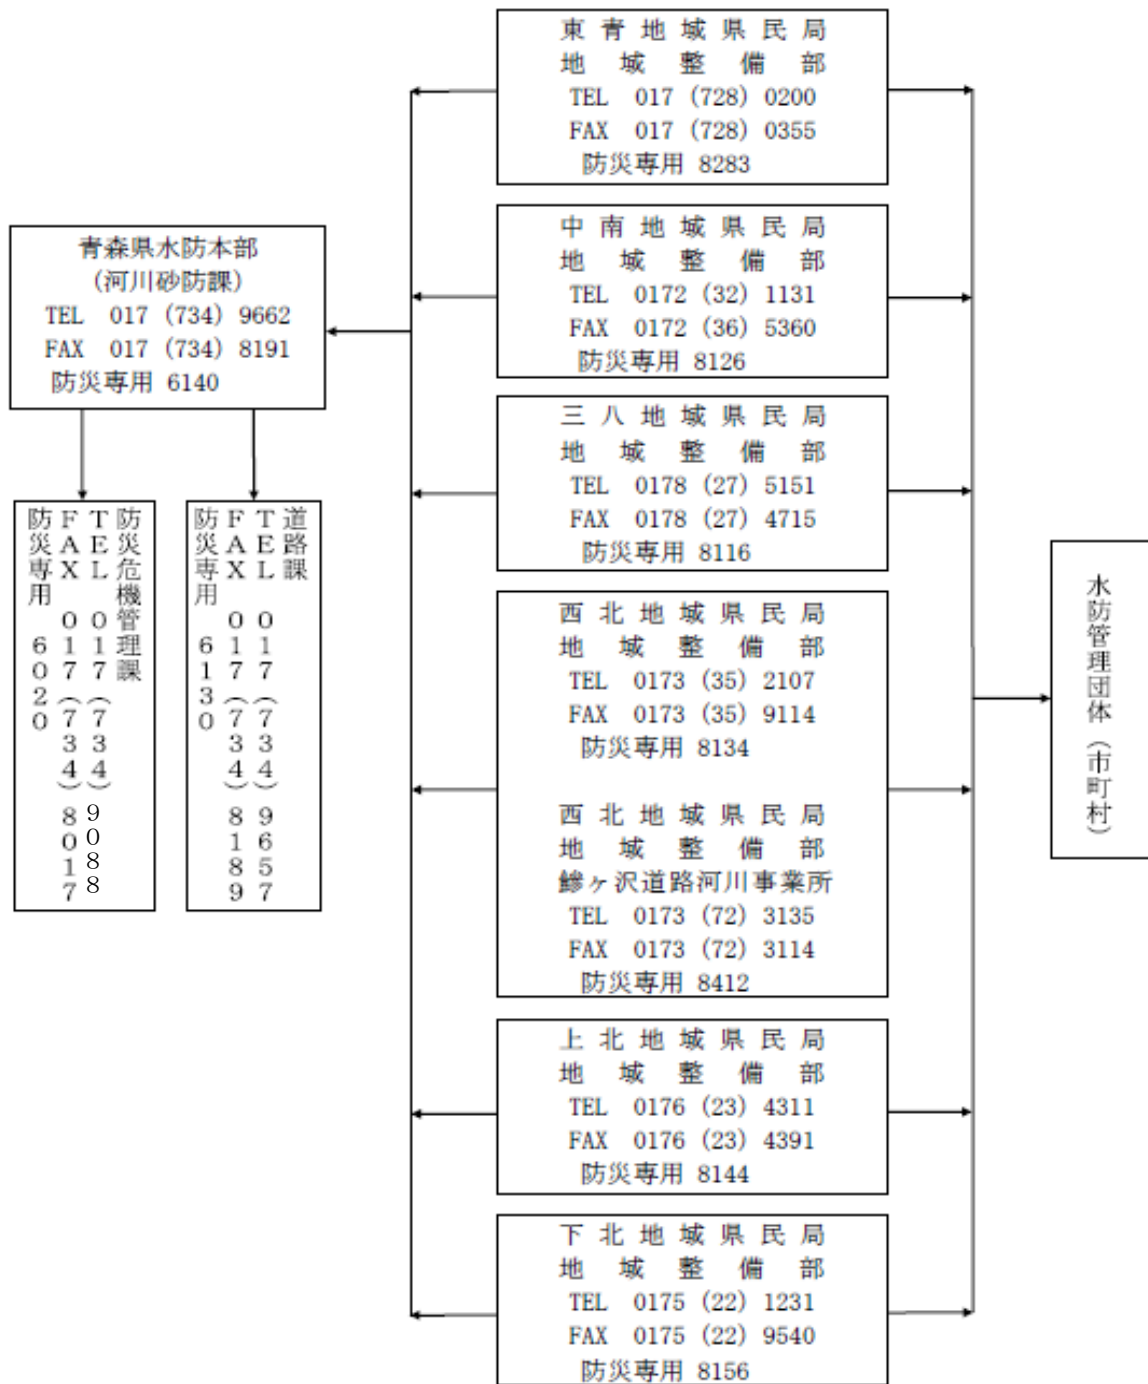 東青地域県民局
地域整備部
TEL 017 (728) 0200
FAX 017 (728) 0355
防災専用 8283
中南地域県民局
地域整備部
TEL 0172 (32) 1131
FAX 0172 (36) 5360
防災専用 8126
青森県水防本部
(河川砂防課)
TEL 017 (734) 9662
FAX 017 (734) 8191
防災専用 6140
三八地域県民局
地域整備部
TEL 0178 (27) 5151
FAX 0178 (27) 4715
防災専用 8116
道路課
TEL 017(734)9657
FAX 017(734)8189
防災専用 6130
防災危機管理課
TEL 017(734)9088
FAX 017(734)8017
防災専用 6020
西北地域県民局
地域整備部
TEL 0173 (35) 2107
FAX 0173 (35) 9114
防災専用 8134
西北地域県民局
地域整備部
鰺ヶ沢道路河川事業所
TEL 0173 (72) 3135
FAX 0173 (72) 3114
防災専用 8412
水防管理団体(市町村)
上北地域県民局
地域整備部
TEL 0176 (23) 4311
FAX 0176 (23) 4391
防災専用 8144
下北地域県民局
地域整備部
TEL 0175 (22) 1231
FAX 0175 (22) 9540
防災専用 8156